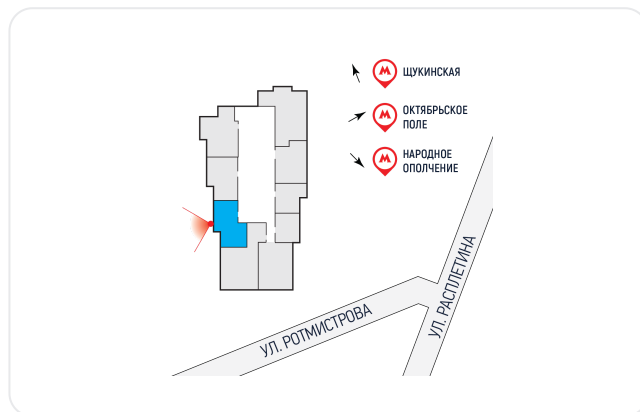 М ЩУКИНСКАЯ
М ОКТЯБРЬСКОЕ
ПОЛЕ
М НАРОДНОЕ
ОПОЛЧЕНИЕ
УЛ. РОТМИСТРОВА
УЛ. РАСПЛЕТИНА